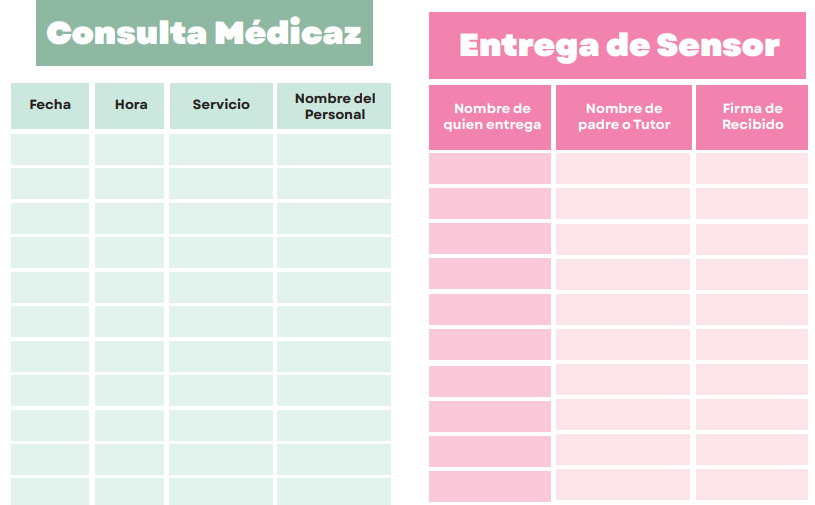 Consulta Médicaz
Fecha
Hora
Servicio
Nombre del
Personal
Entrega de Sensor
Nombre de
quien entrega
Nombre de
padre o Tutor
Firma de
Recibido